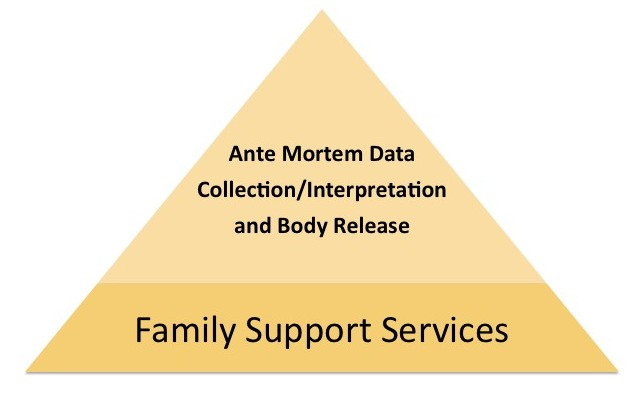 Ante Mortem Data
Collection/Interpretation
and Body Release
Family Support Services